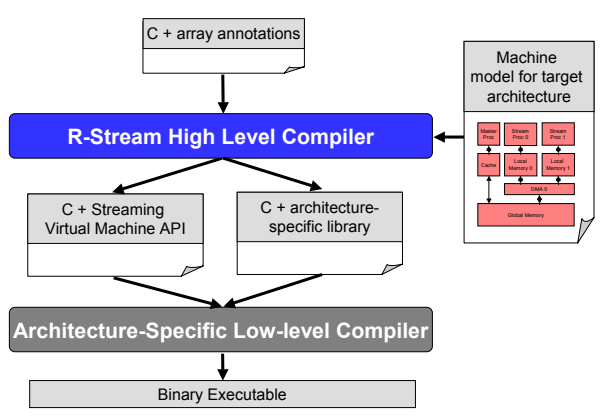 C + array annotations
Machine
model for target
architecture
R-Stream High Level Compiler
Master
Proc
Stream
Proc 0
Stream
Proc 1
Cache
Local
Memory 0
Local
Memory 1
DMA 0
Global Memory
C + Streaming
Virtual Machine API
C + architecture-
specific library
Architecture-Specific Low-level Compiler
Binary Executable